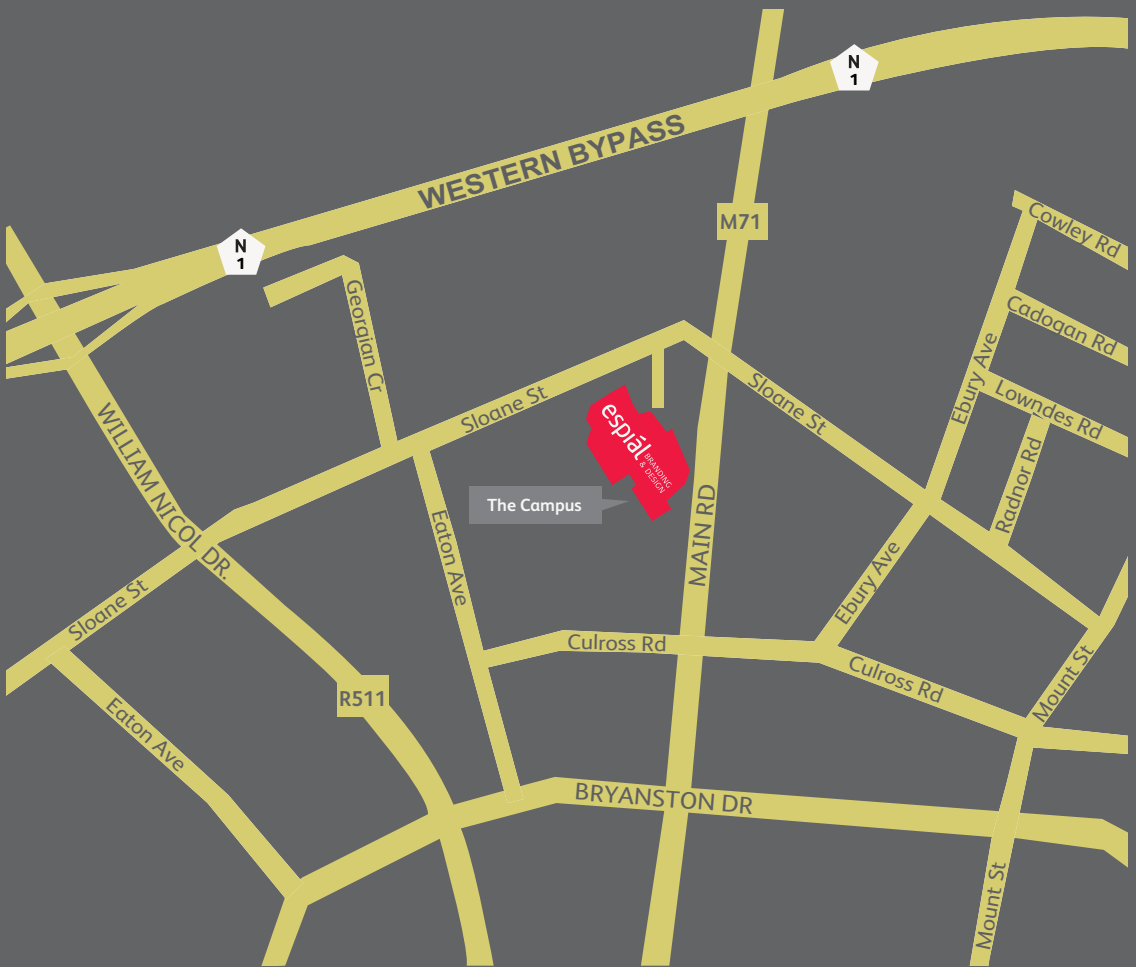 N
1
WESTERN BYPASS
M71
Cowley Rd
N
1
Georgian Cr
Cadogan Rd
Ebury Ave
Sloane St
Sloane St
Lowndes Rd
WILLIAM NICOL DR.
espiāl
BRANDING
& DESIGN
Radnor Rd
The Campus
MAIN RD
Eaton Ave
Ebury Ave
Sloane St
Culross Rd
Culross Rd
Mount St
R511
Eaton Ave
BRYANSTON DR
Mount St